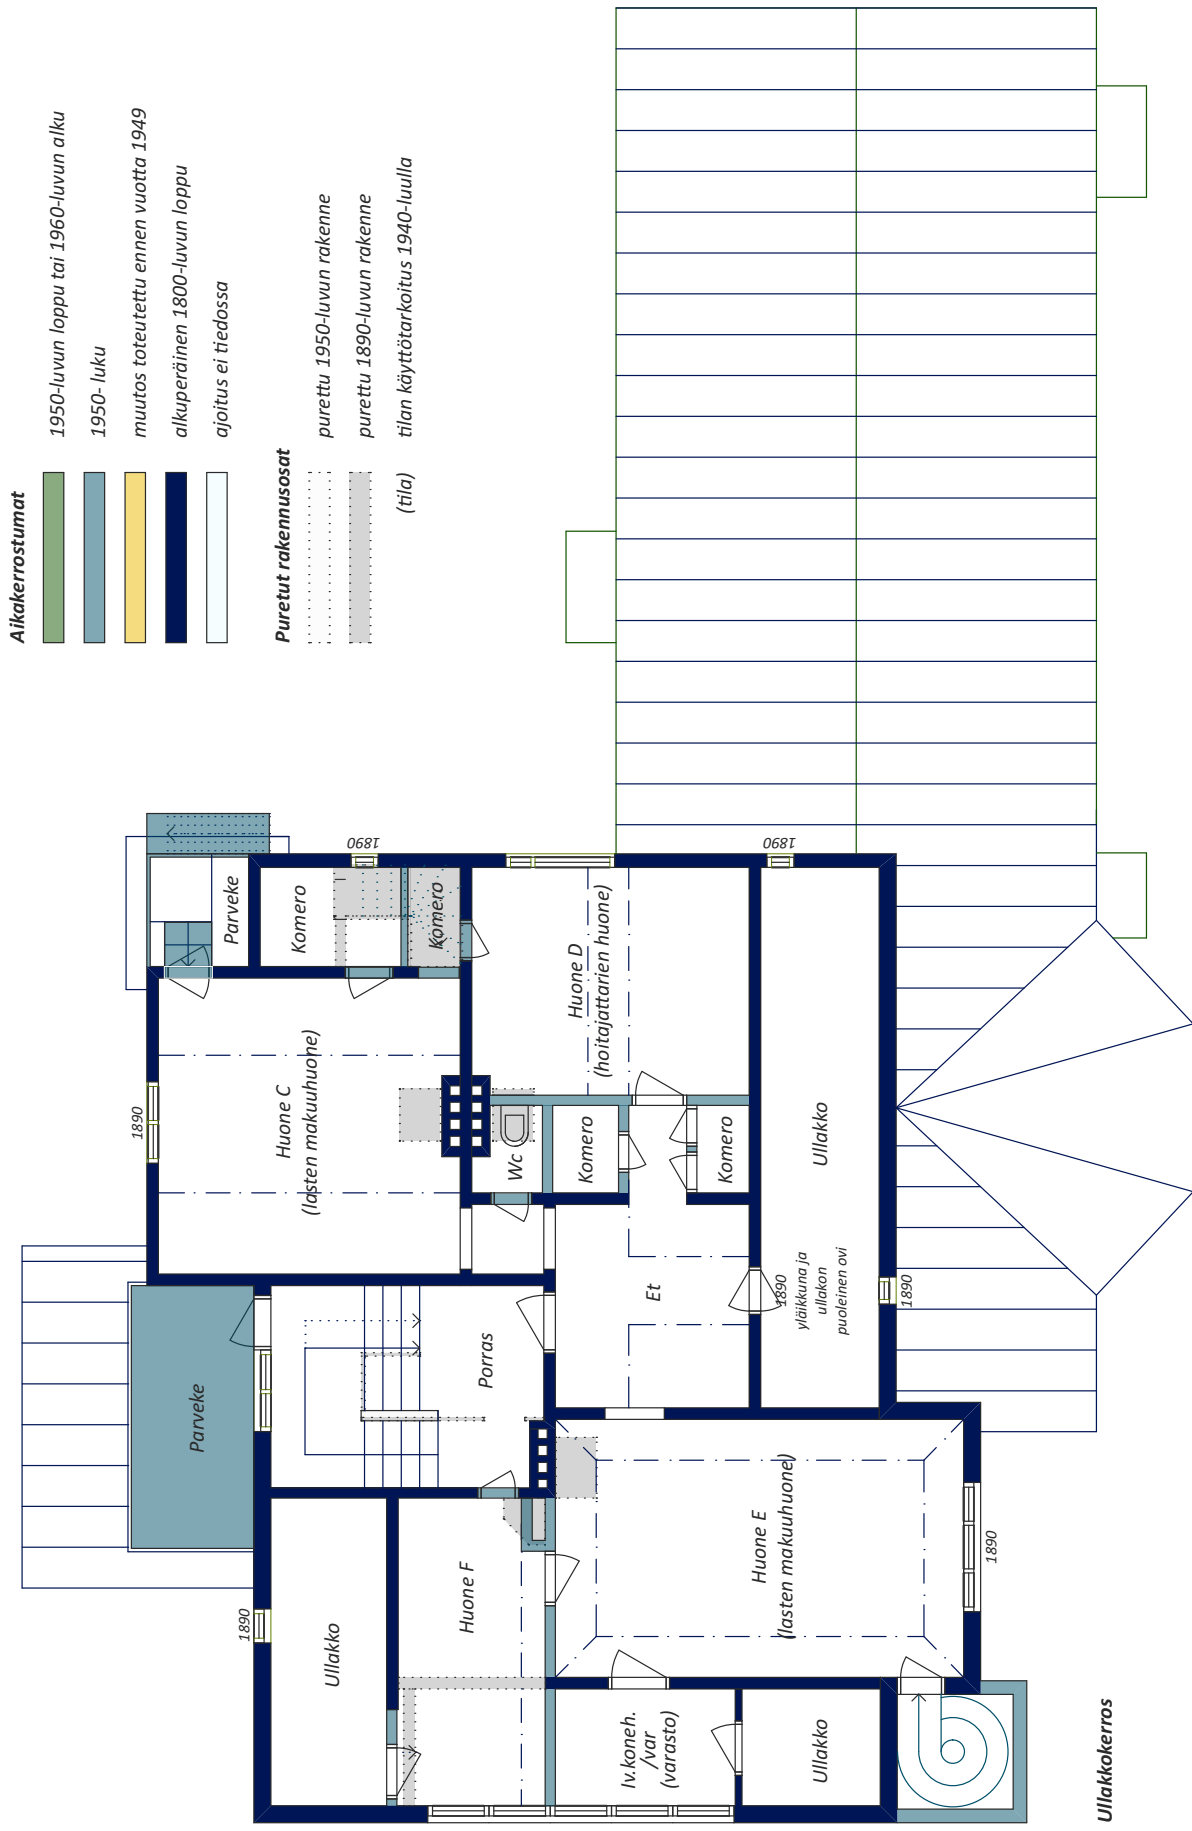 Aikakerrostumat
1950-luvun loppu tai 1960-luvun alku
1950- luku
muutos toteutettu ennen vuotta 1949
alkuperäinen 1800-luvun loppu
ajoitus ei tiedossa
Puretut rakennusosat
purettu 1950-luvun rakenne
purettu 1890-luvun rakenne
(tila) tilan käyttötarkoitus 1940-luulla
1890
Parveke
Ullakko
1890
Huone C
(lasten makuuhuone)
Parveke
Komero
1890
Komero
Porras
Huone F
Wc
Komero
Komero
Huone D
(hoitajattarien huone)
Et
1890
yläikkuna ja
ullakon
puoleinen ovi
Ullakko
1890
1890
Huone E
(lasten makuuhuone)
1890
Iv.koneh.
/var
(varasto)
Ullakko
Ullakkokerros